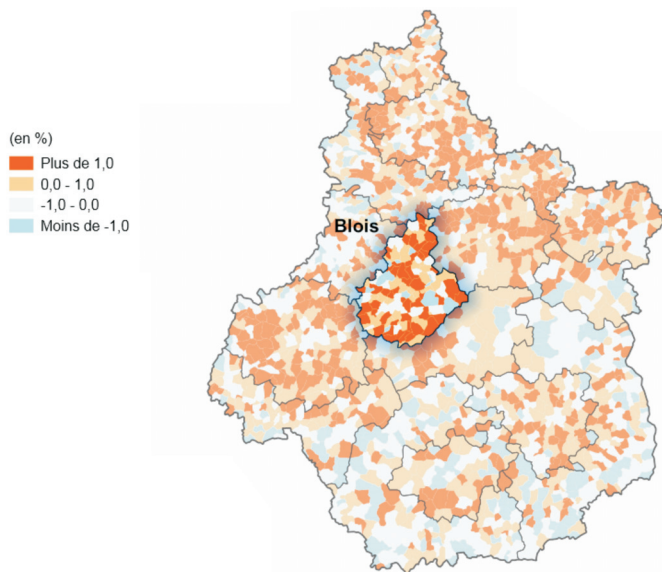 (en %)
Plus de 1,0
0,0 - 1,0
-1,0 - 0,0
Moins de -1,0
Blois